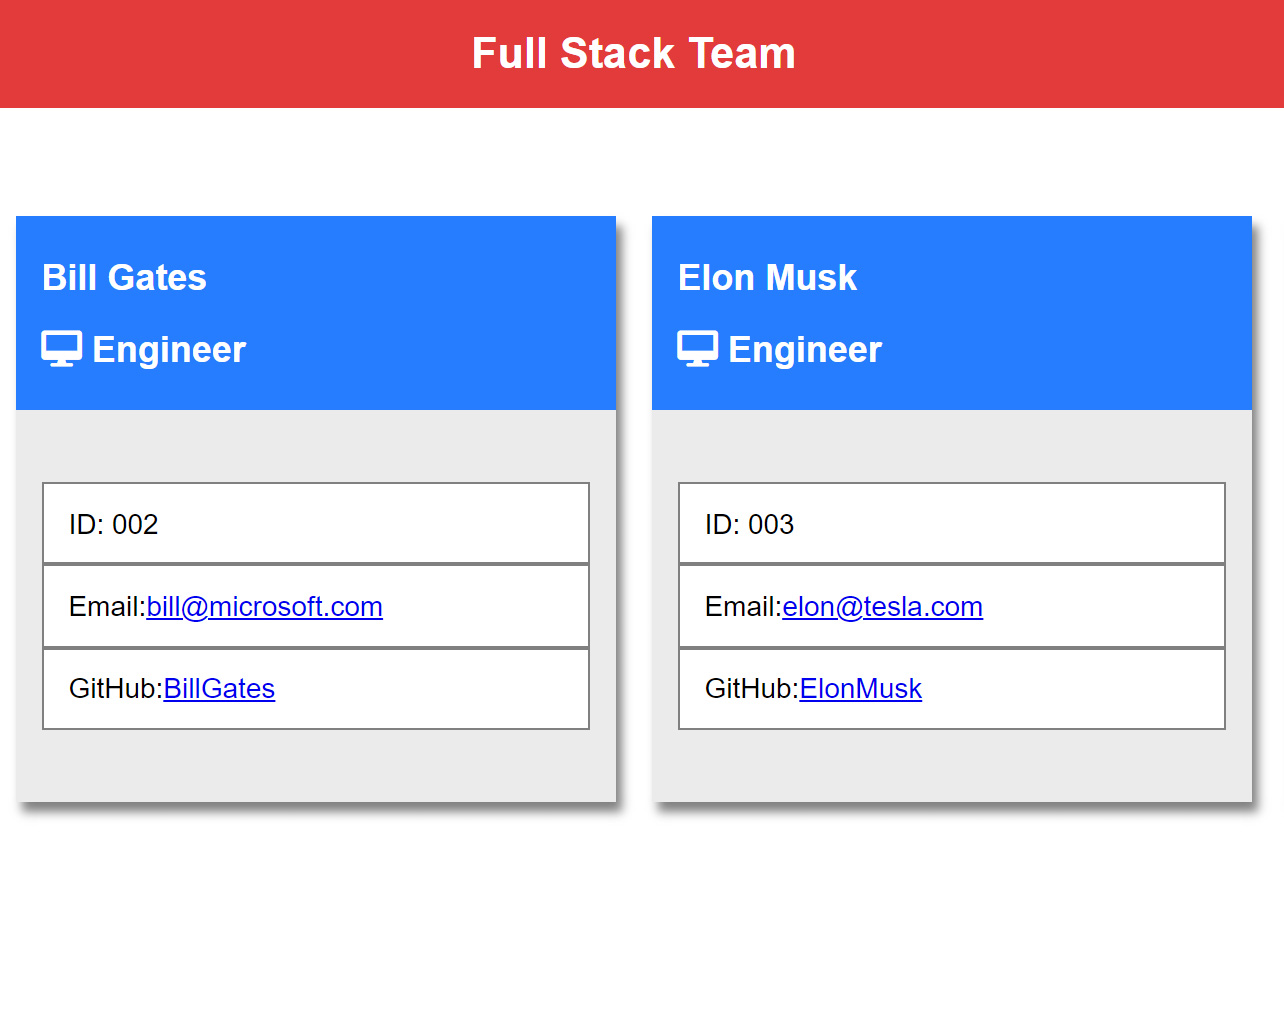 Full Stack Team
Bill Gates
Engineer
ID: 002
Email:bill@microsoft.com
GitHub:BillGates
Elon Musk
Engineer
ID: 003
Email:elon@tesla.com
GitHub:ElonMusk